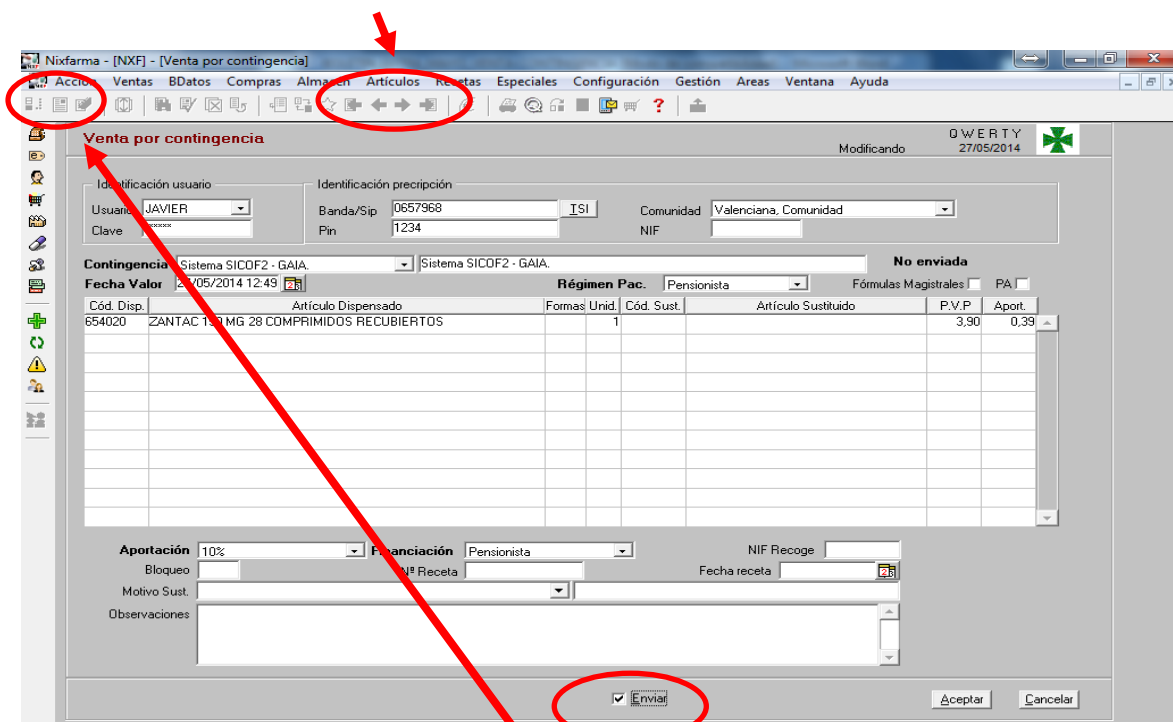 Nixfarma - [NXF] - [Venta por contingencia]
Acción Ventas BDatos Compras Almacén Artículos Recetas Especiales Configuración Gestión Areas Ventana Ayuda
Venta por contingencia
Modificando
QWERTY
27/05/2014
Identificación usuario
Identificación precripción
Usuario JAVIER
Banda/Sip 0657968 TSI
Comunidad Valenciana, Comunidad
Clave *****
Pin 1234
NIF
Contingencia Sistema SICOF2 - GAIA. Sistema SICOF2 - GAIA.
No enviada
Fecha Valor /05/2014 12:49
Régimen Pac. Pensionista
Fórmulas Magistrales PA
Cód. Disp. Artículo Dispensado Formas Unid. Cód. Sust. Artículo Sustituido P.V.P Aport.
654020 ZANTAC 150 MG 28 COMPRIMIDOS RECUBIERTOS 1 3,90 0,39
Aportación 10%
Financiación Pensionista
NIF Recoge
Bloqueo
Nº Receta
Fecha receta
Motivo Sust.
Observaciones
Enviar
Aceptar Cancelar